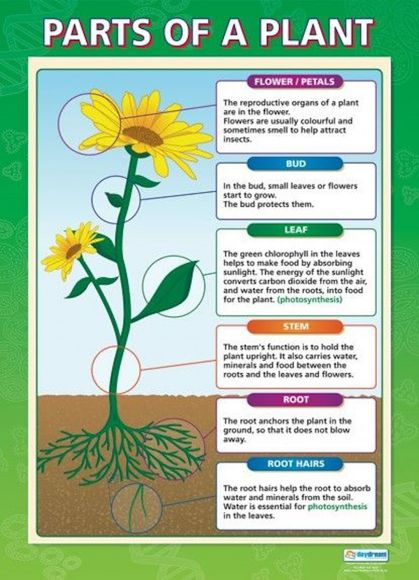 PARTS OF A PLANT
FLOWER / PETALS
The reproductive organs of a plant
are in the flower.
Flowers are usually colourful and
sometimes smell to help attract
insects.
BUD
In the bud, small leaves or flowers
start to grow.
The bud protects them.
LEAF
The green chlorophyll in the leaves
helps to make food by absorbing
sunlight. The energy of the sunlight
converts carbon dioxide from the air,
and water from the roots, into food
for the plant. (photosynthesis)
STEM
The stem's function is to hold the
plant upright. It also carries water,
minerals and food between the
roots and the leaves and flowers.
ROOT
The root anchors the plant in the
ground, so that it does not blow
away.
ROOT HAIRS
The root hairs help the root to absorb
water and minerals from the soil.
Water is essential for photosynthesis
in the leaves.
daydream